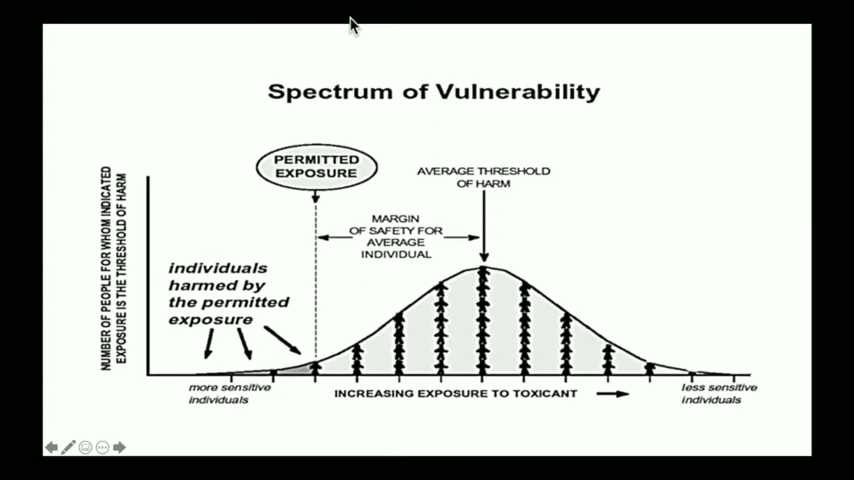 Spectrum of Vulnerability
PERMITTED
EXPOSURE
AVERAGE THRESHOLD
OF HARM
MARGIN
OF SAFETY FOR
AVERAGE
INDIVIDUAL
NUMBER OF PEOPLE FOR WHOM INDICATED
EXPOSURE IS THE THRESHOLD OF HARM
individuals
harmed by
the permitted
exposure
more sensitive
individuals
INCREASING EXPOSURE TO TOXICANT
less sensitive
individuals